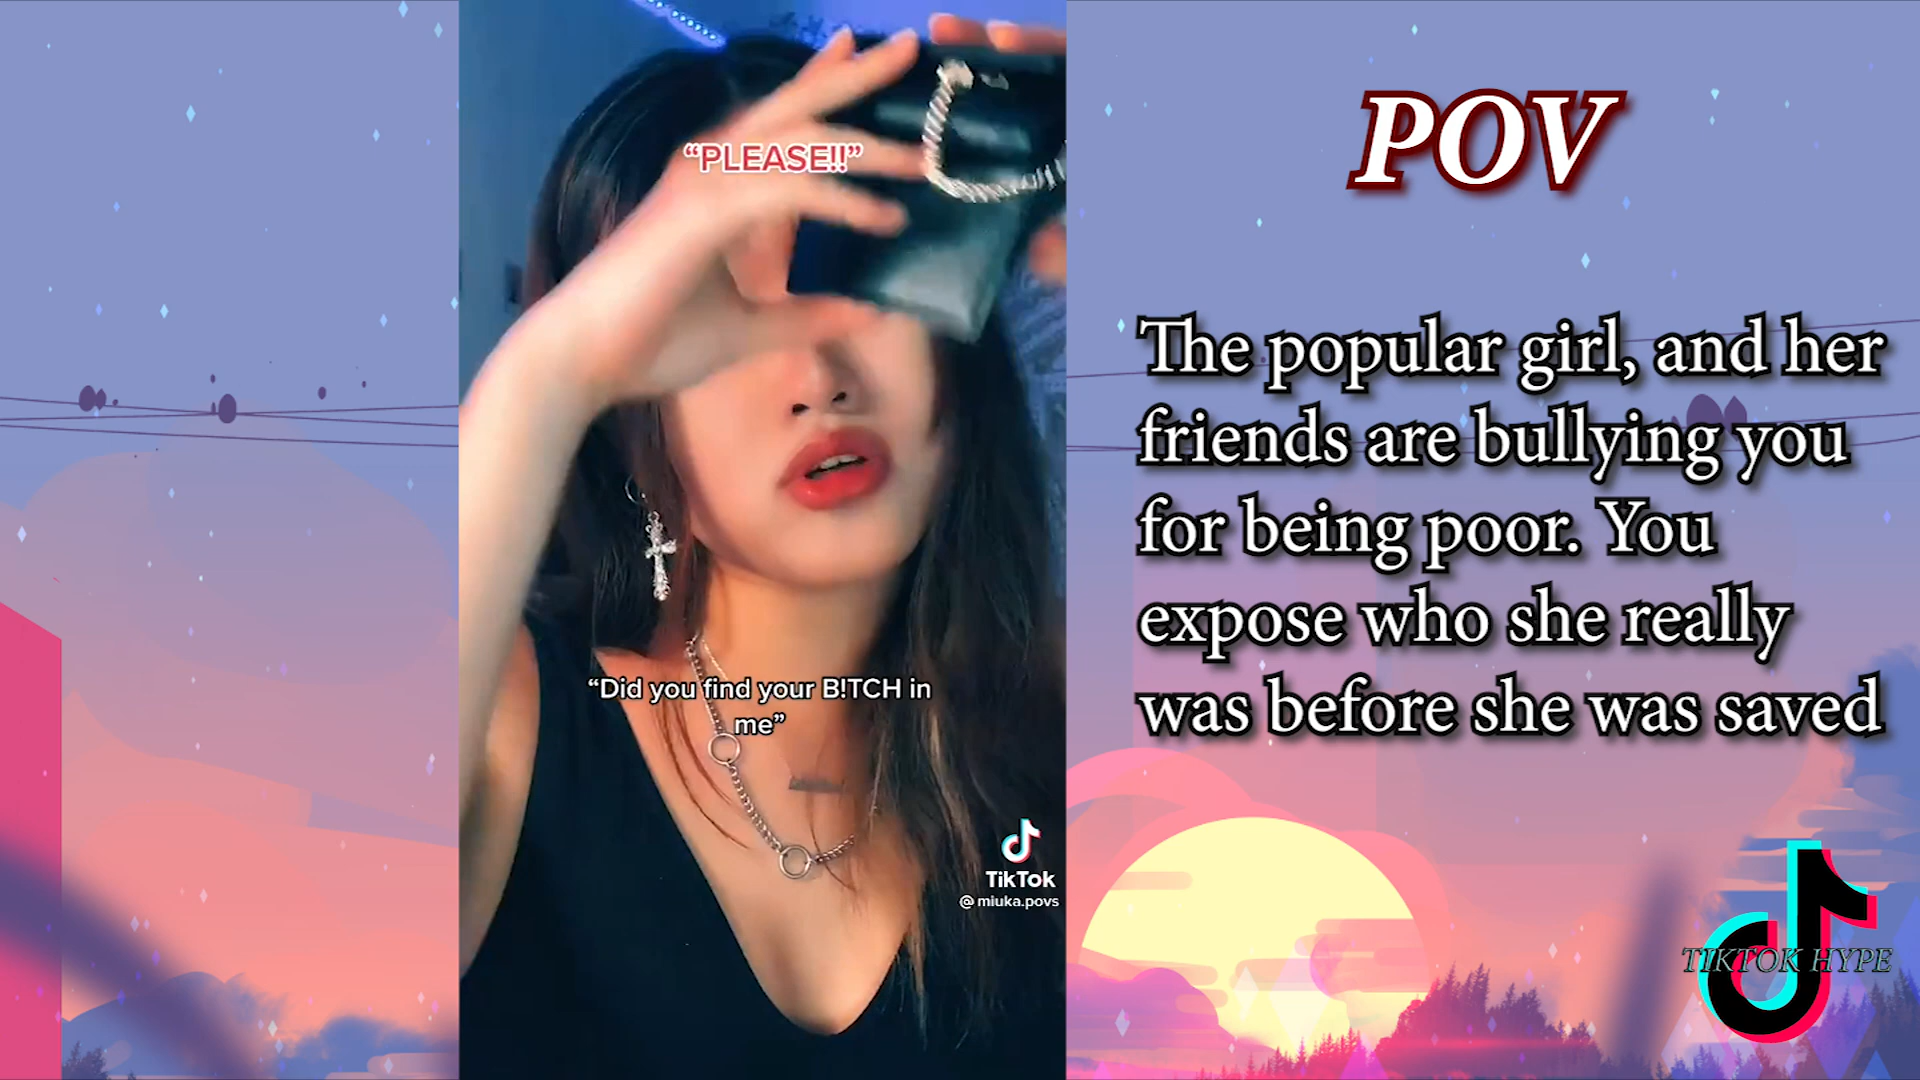 “PLEASE!!”
“Did you find your B!TCH in
me”
TikTok
@ miuka.povs
POV
The popular girl, and her
friends are bullying you
for being poor. You
expose who she really
was before she was saved
TIKTOK HYPE